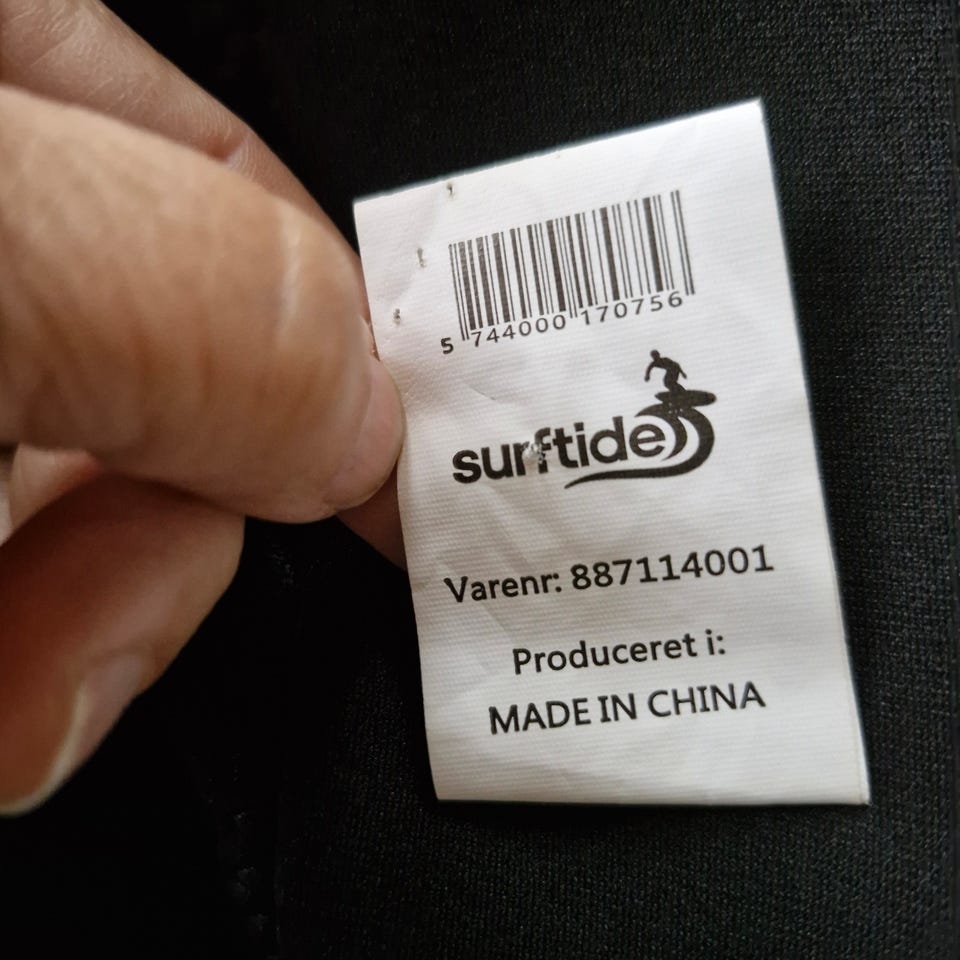 5 744000 170756
surftide
Varenr: 887114001
Produceret i:
MADE IN CHINA